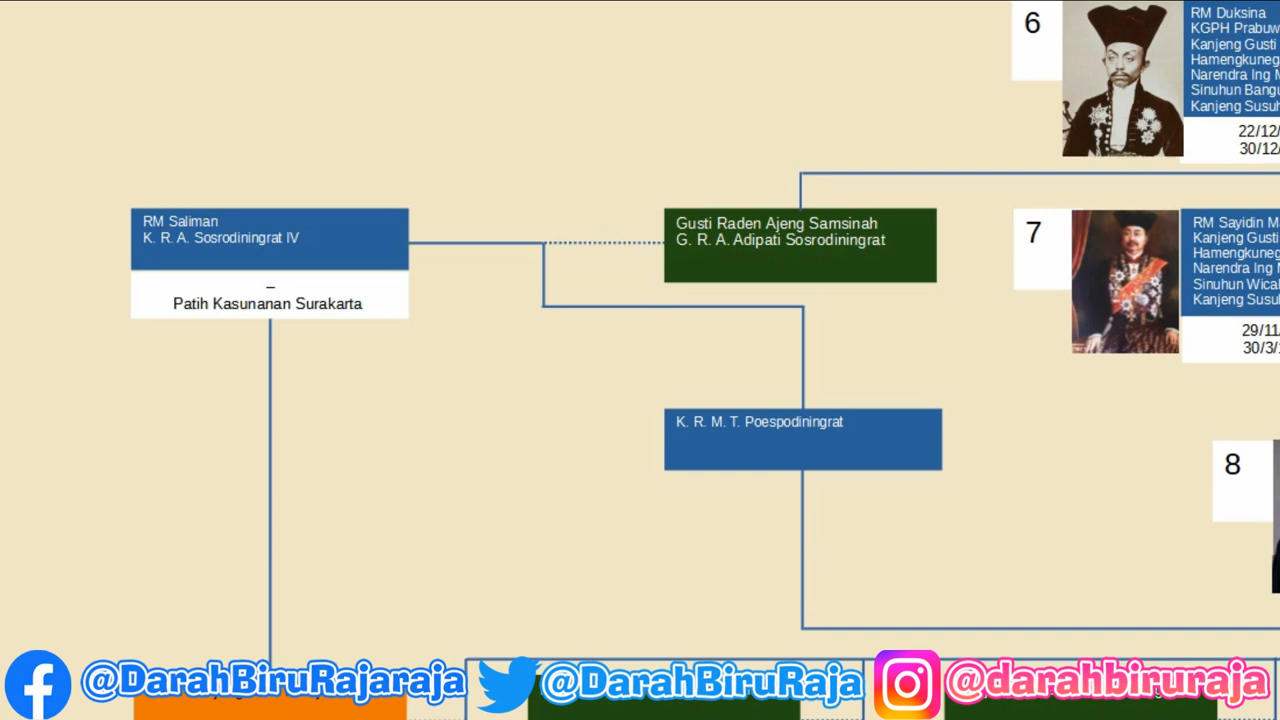 6
RM Duksina
KGPH Prabuw
Kanjeng Gusti
Hamengkuneg
Narendra Ing
Sinuhun Bangu
Kanjeng Susuh
22/12/
30/12/
RM Saliman
K. R. A. Sosrodiningrat IV
–
Patih Kasunanan Surakarta
Gusti Raden Ajeng Samsinah
G. R. A. Adipati Sosrodiningrat
7
RM Sayidin M
Kanjeng Gusti
Hamengkuneg
Narendra Ing
Sinuhun Wica
Kanjeng Susu
29/11/
30/3/
K. R. M. T. Poespodiningrat
8
@DarahBiruRajaraja
@DarahBiruRaja
@darahbiruraja